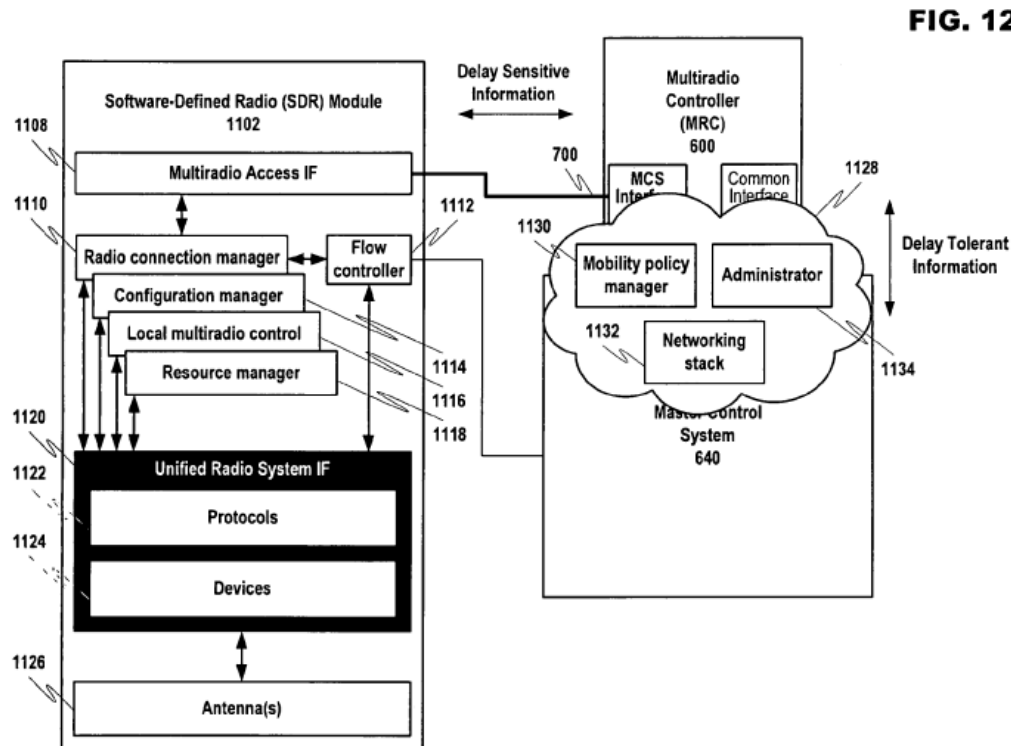 FIG. 12
Software-Defined Radio (SDR) Module
1102
1108
Multiradio Access IF
1110
1112
Radio connection manager
Flow
controller
Configuration manager
Local multiradio control
Resource manager
1114
1116
1118
1120
Unified Radio System IF
1122
Protocols
1124
Devices
1126
Antenna(s)
Delay Sensitive
Information
Multiradio
Controller
(MRC)
600
700
MCS
Common
Interface
1128
1130
Mobility policy
manager
Administrator
Delay Tolerant
Information
1132
Networking
stack
1134
System
640